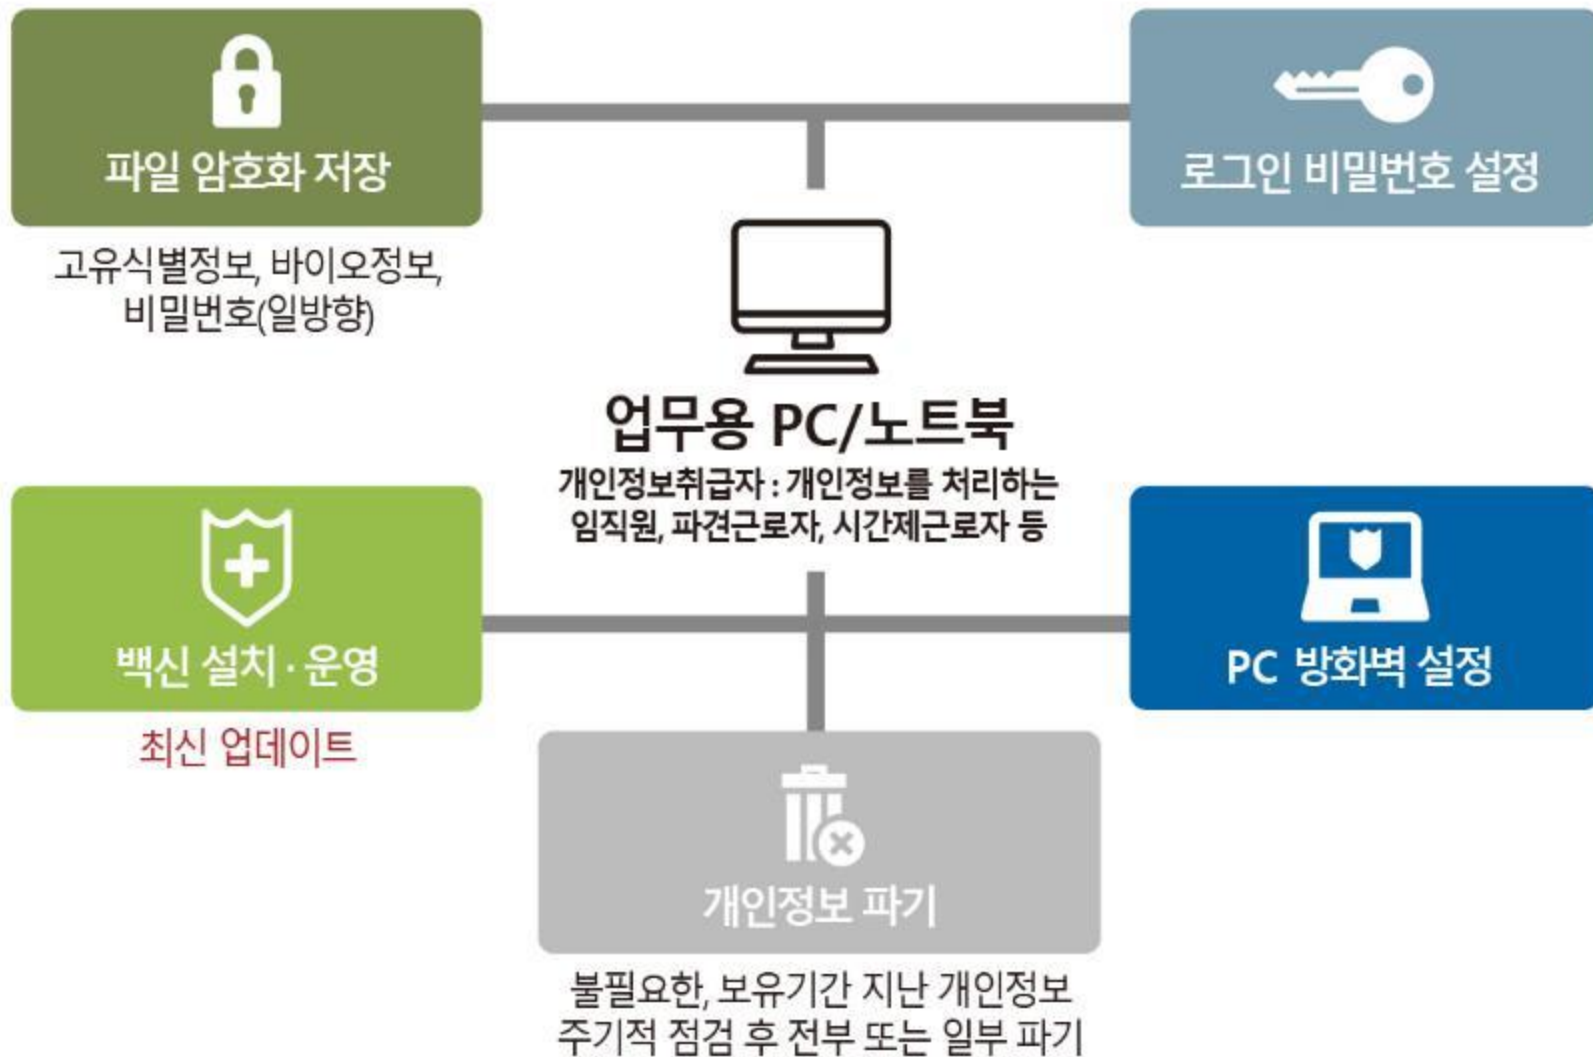 파일 암호화 저장
고유식별정보, 바이오정보,
비밀번호(일방향)
로그인 비밀번호 설정
업무용 PC/노트북
개인정보취급자 : 개인정보를 처리하는
임직원, 파견근로자, 시간제근로자 등
백신 설치 · 운영
최신 업데이트
PC 방화벽 설정
개인정보 파기
불필요한, 보유기간 지난 개인정보
주기적 점검 후 전부 또는 일부 파기